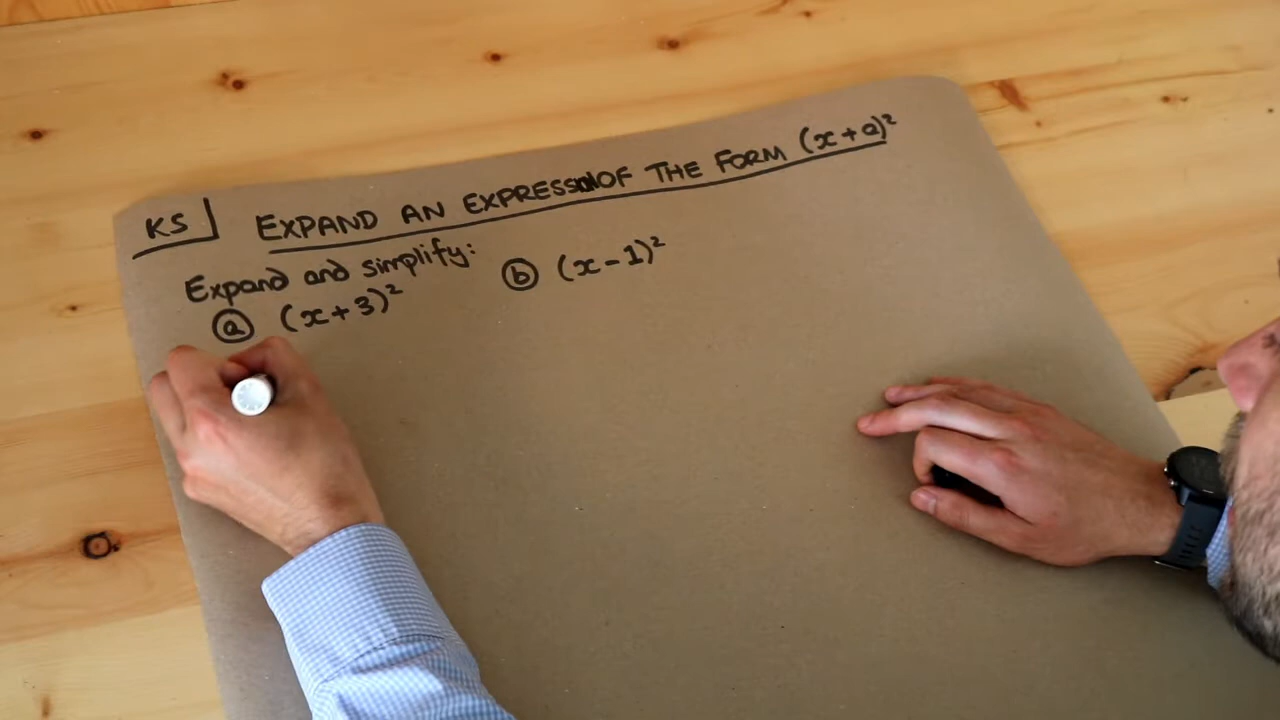 KS
EXPAND AN EXPRESSION OF THE FORM (x+a)²
Expand and simplify:
ⓐ (x+3)² ⓑ (x-1)²